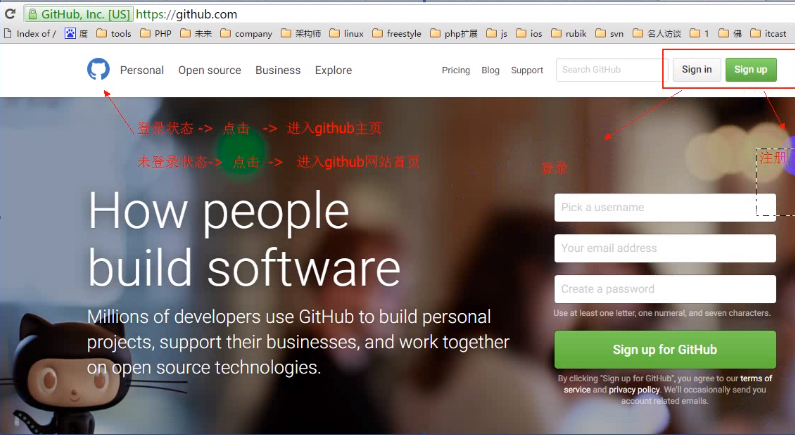 GitHub, Inc. [US] https://github.com
Index of / 度 tools PHP 未来 company 架构师 linux freestyle php扩展 js ios rubik svn 名人访谈 1 佛 itcast
Personal Open source Business Explore Pricing Blog Support Search GitHub Sign in Sign up
登录状态 -> 点击 -> 进入github主页
未登录状态-> 点击 -> 进入github网站首页
登录
注册
How people
build software
Millions of developers use GitHub to build personal
projects, support their businesses, and work together
on open source technologies.
Pick a username
Your email address
Create a password
Use at least one letter, one numeral, and seven characters.
Sign up for GitHub
By clicking "Sign up for GitHub", you agree to our terms of
service and privacy policy. We'll occasionally send you
account related emails.